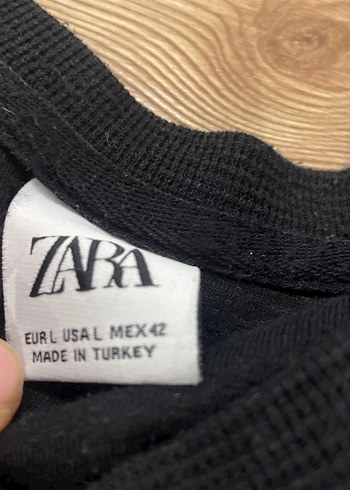 ZARA
EUR L USA L MEX 42
MADE IN TURKEY